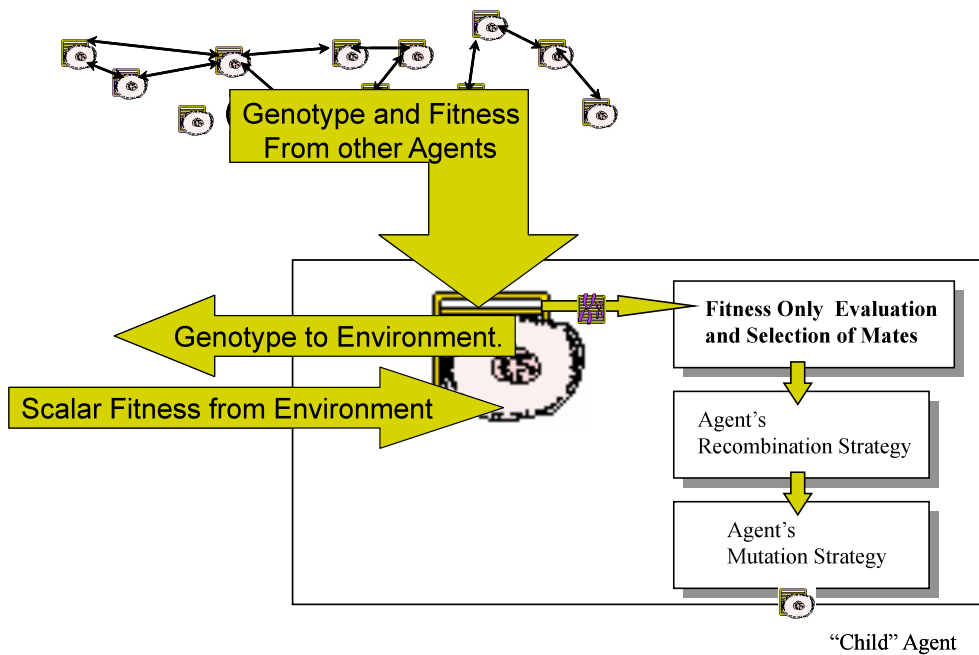 Genotype and Fitness
From other Agents
Genotype to Environment.
Scalar Fitness from Environment
Fitness Only Evaluation
and Selection of Mates
Agent's
Recombination Strategy
Agent's
Mutation Strategy
“Child” Agent